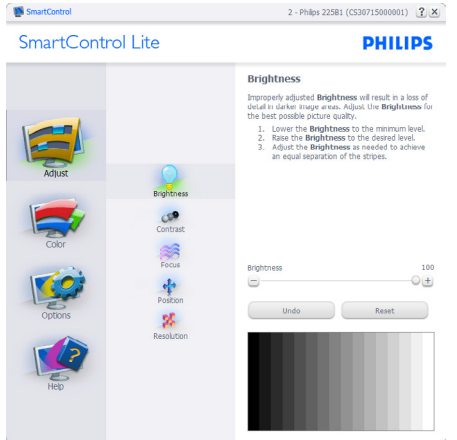 SmartControl
2 - Philips 225B1 (CS30715000001)
?
X
SmartControl Lite
PHILIPS
Adjust
Color
Options
Help
Brightness
Contrast
Focus
Position
Resolution
Brightness
Improperly adjusted Brightness will result in a loss of
detail in darker image areas. Adjust the Brightness for
the best possible picture quality.
1. Lower the Brightness to the minimum level.
2. Raise the Brightness to the desired level.
3. Adjust the Brightness as needed to achieve
an equal separation of the stripes.
Brightness 100
Undo
Reset